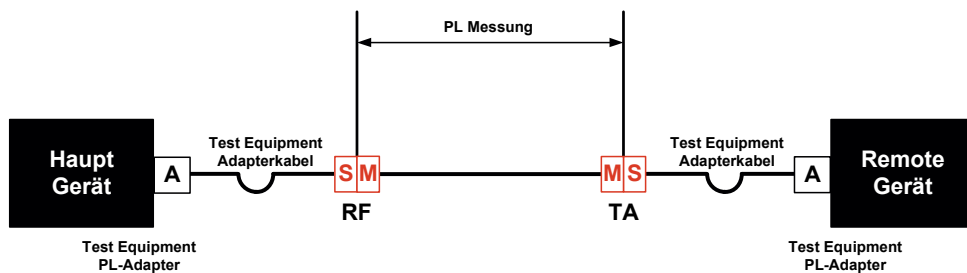 PL Messung
Haupt
Gerät
A
Test Equipment
Adapterkabel
S M
RF
M S
TA
Test Equipment
Adapterkabel
A
Remote
Gerät
Test Equipment
PL-Adapter
Test Equipment
PL-Adapter